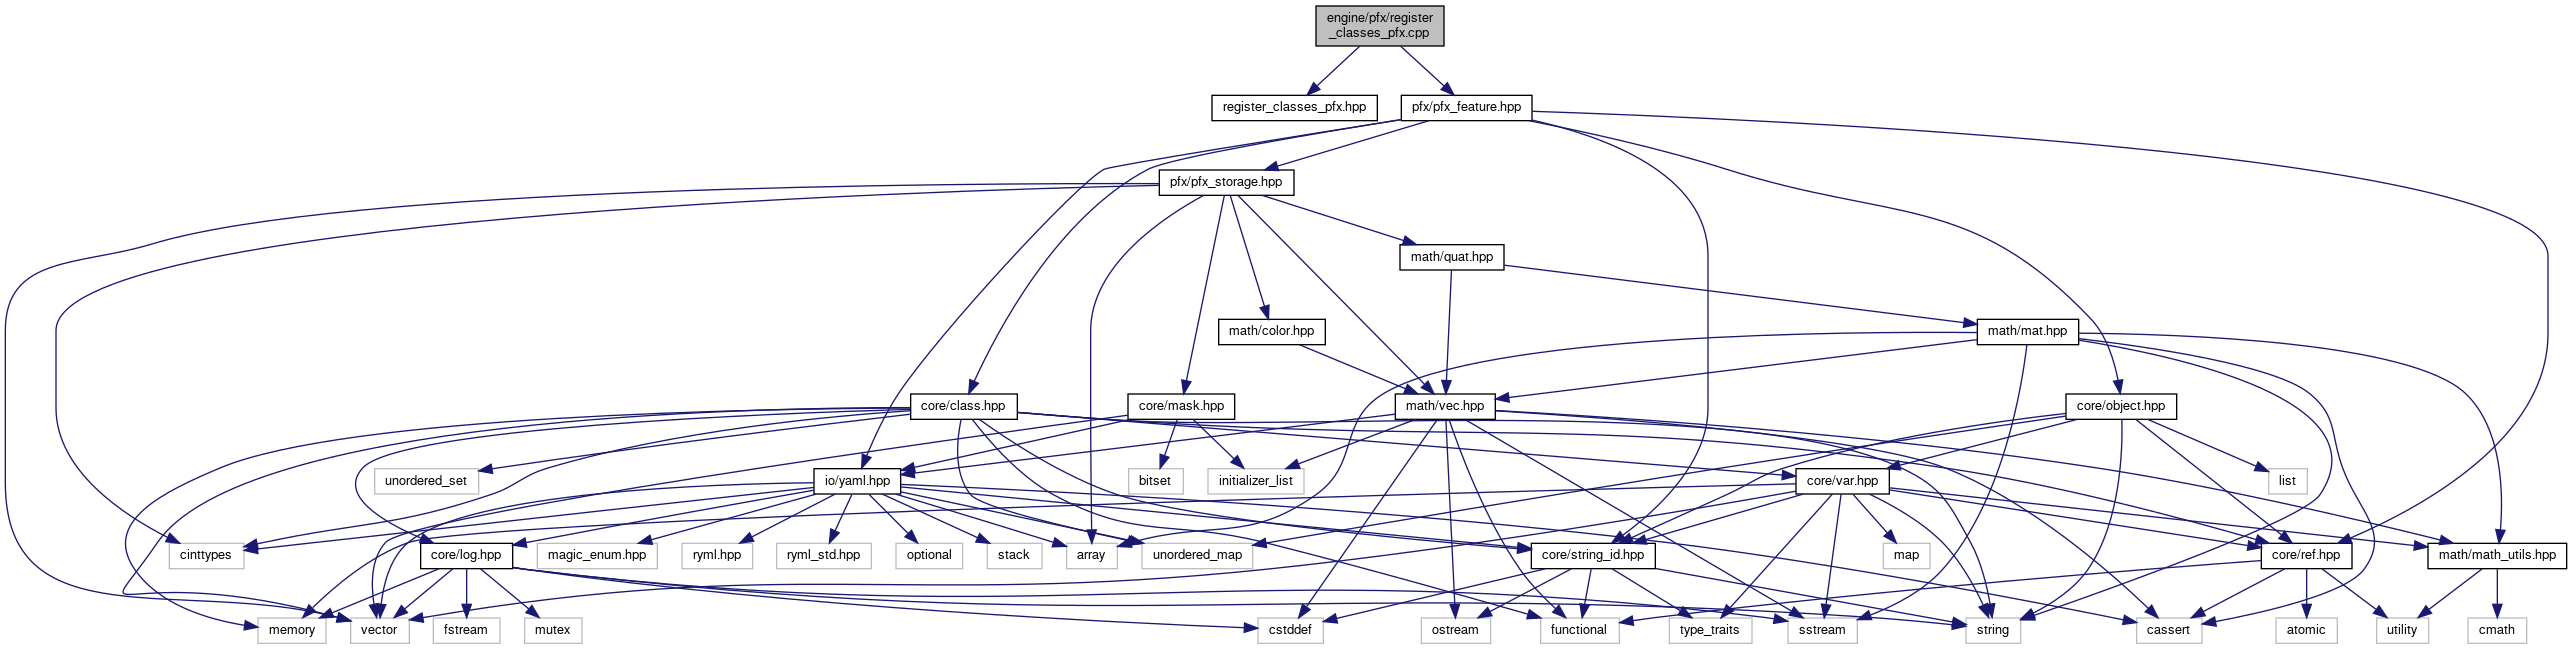 engine/pfx/register
_classes_pfx.cpp
register_classes_pfx.hpp
pfx/pfx_feature.hpp
pfx/pfx_storage.hpp
math/quat.hpp
math/color.hpp
math/mat.hpp
core/class.hpp
core/mask.hpp
math/vec.hpp
core/object.hpp
unordered_set
io/yaml.hpp
bitset
initializer_list
core/var.hpp
list
cinttypes
core/log.hpp
magic_enum.hpp
ryml.hpp
ryml_std.hpp
optional
stack
array
unordered_map
core/string_id.hpp
map
core/ref.hpp
math/math_utils.hpp
memory
vector
fstream
mutex
cstddef
ostream
functional
type_traits
sstream
string
cassert
atomic
utility
cmath